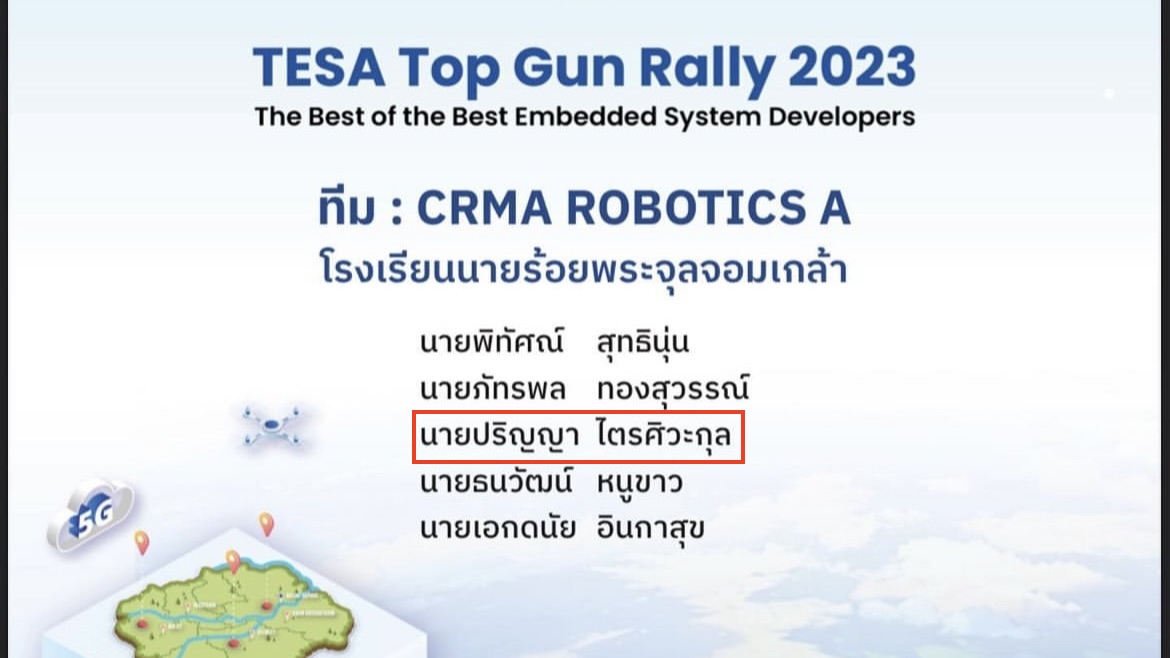 TESA Top Gun Rally 2023
The Best of the Best Embedded System Developers
ทีม : CRMA ROBOTICS A
โรงเรียนนายร้อยพระจุลจอมเกล้า
นายพิทัศณ์ สุทธินุ่น
นายภัทรพล ทองสุวรรณ์
นายปริญญา ไตรศิวะกุล
นายธนวัฒน์ หนูขาว
นายเอกดนัย อินกาสุข
5G